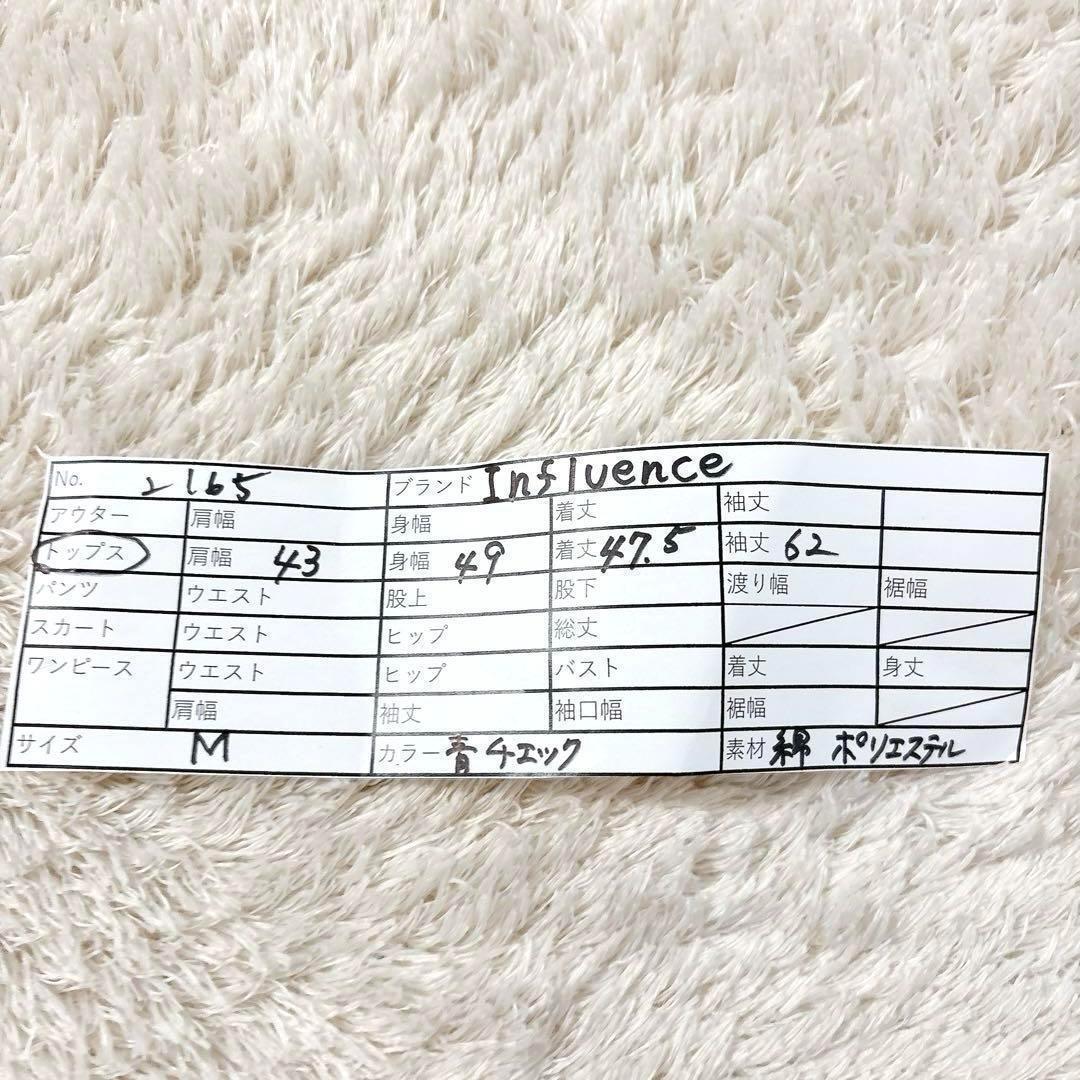 No. 2165 ブランド Influence
アウター 肩幅 身幅 着丈 袖丈
トップス 肩幅 43 身幅 49 着丈 47.5 袖丈 62
パンツ ウエスト 股上 股下 渡り幅 裾幅
スカート ウエスト ヒップ 総丈
ワンピース ウエスト ヒップ バスト 着丈 身丈
肩幅 袖丈 袖口幅 裾幅
サイズ M カラー 青チエック 素材 綿 ポリエステル